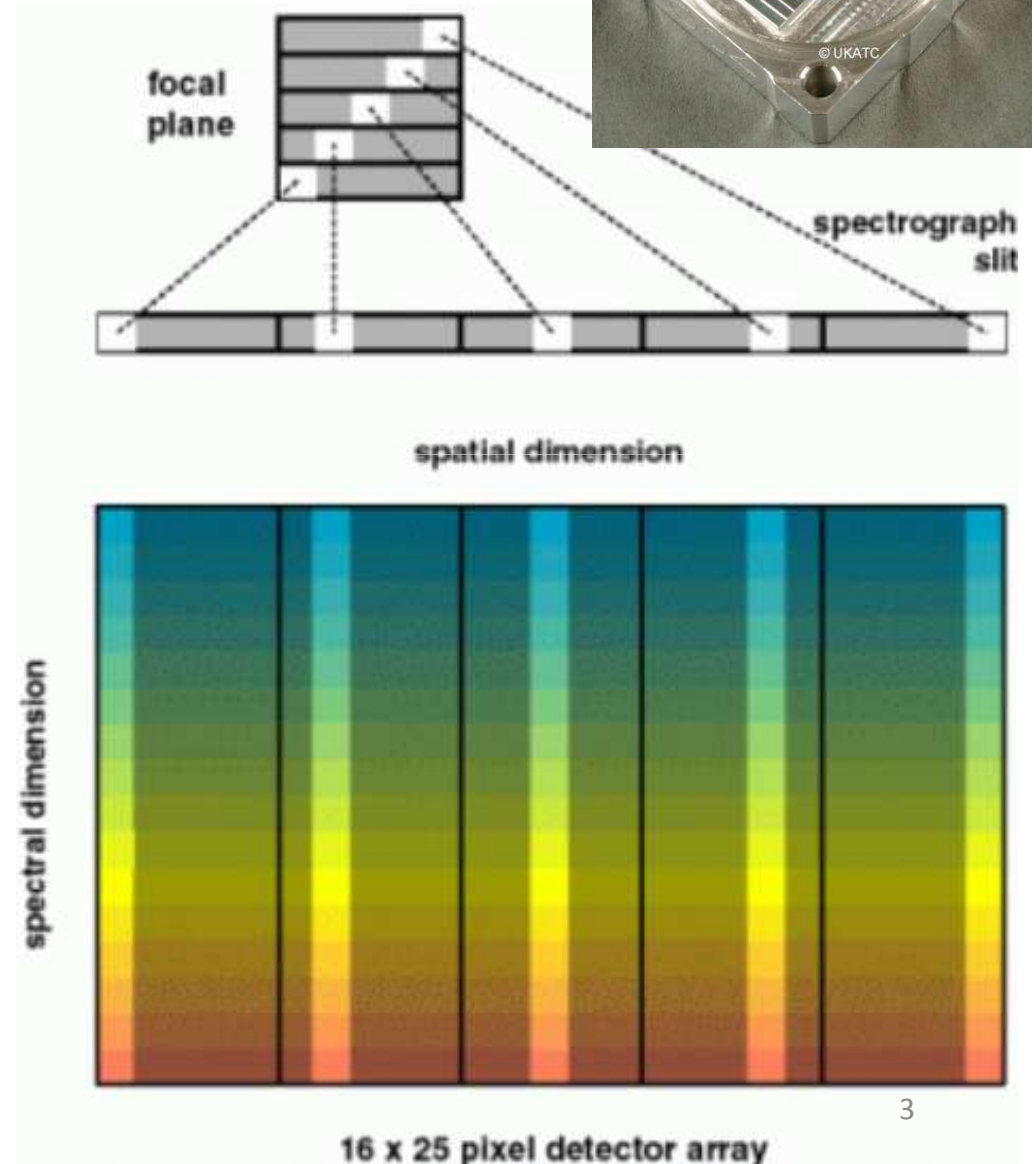 © UKATC
focal
plane
spectrograph
slit
spatial dimension
spectral dimension
3
16 x 25 pixel detector array